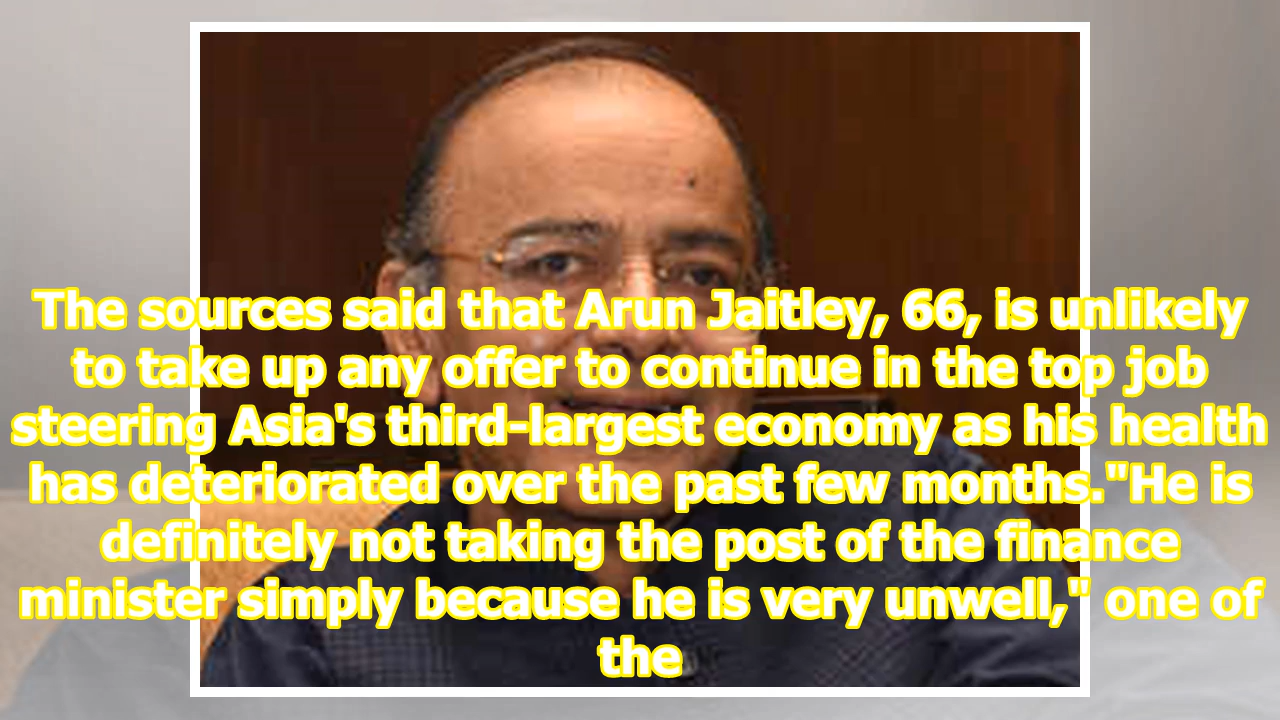 The sources said that Arun Jaitley, 66, is unlikely
to take up any offer to continue in the top job
steering Asia's third-largest economy as his health
has deteriorated over the past few months."He is
definitely not taking the post of the finance
minister simply because he is very unwell," one of
the